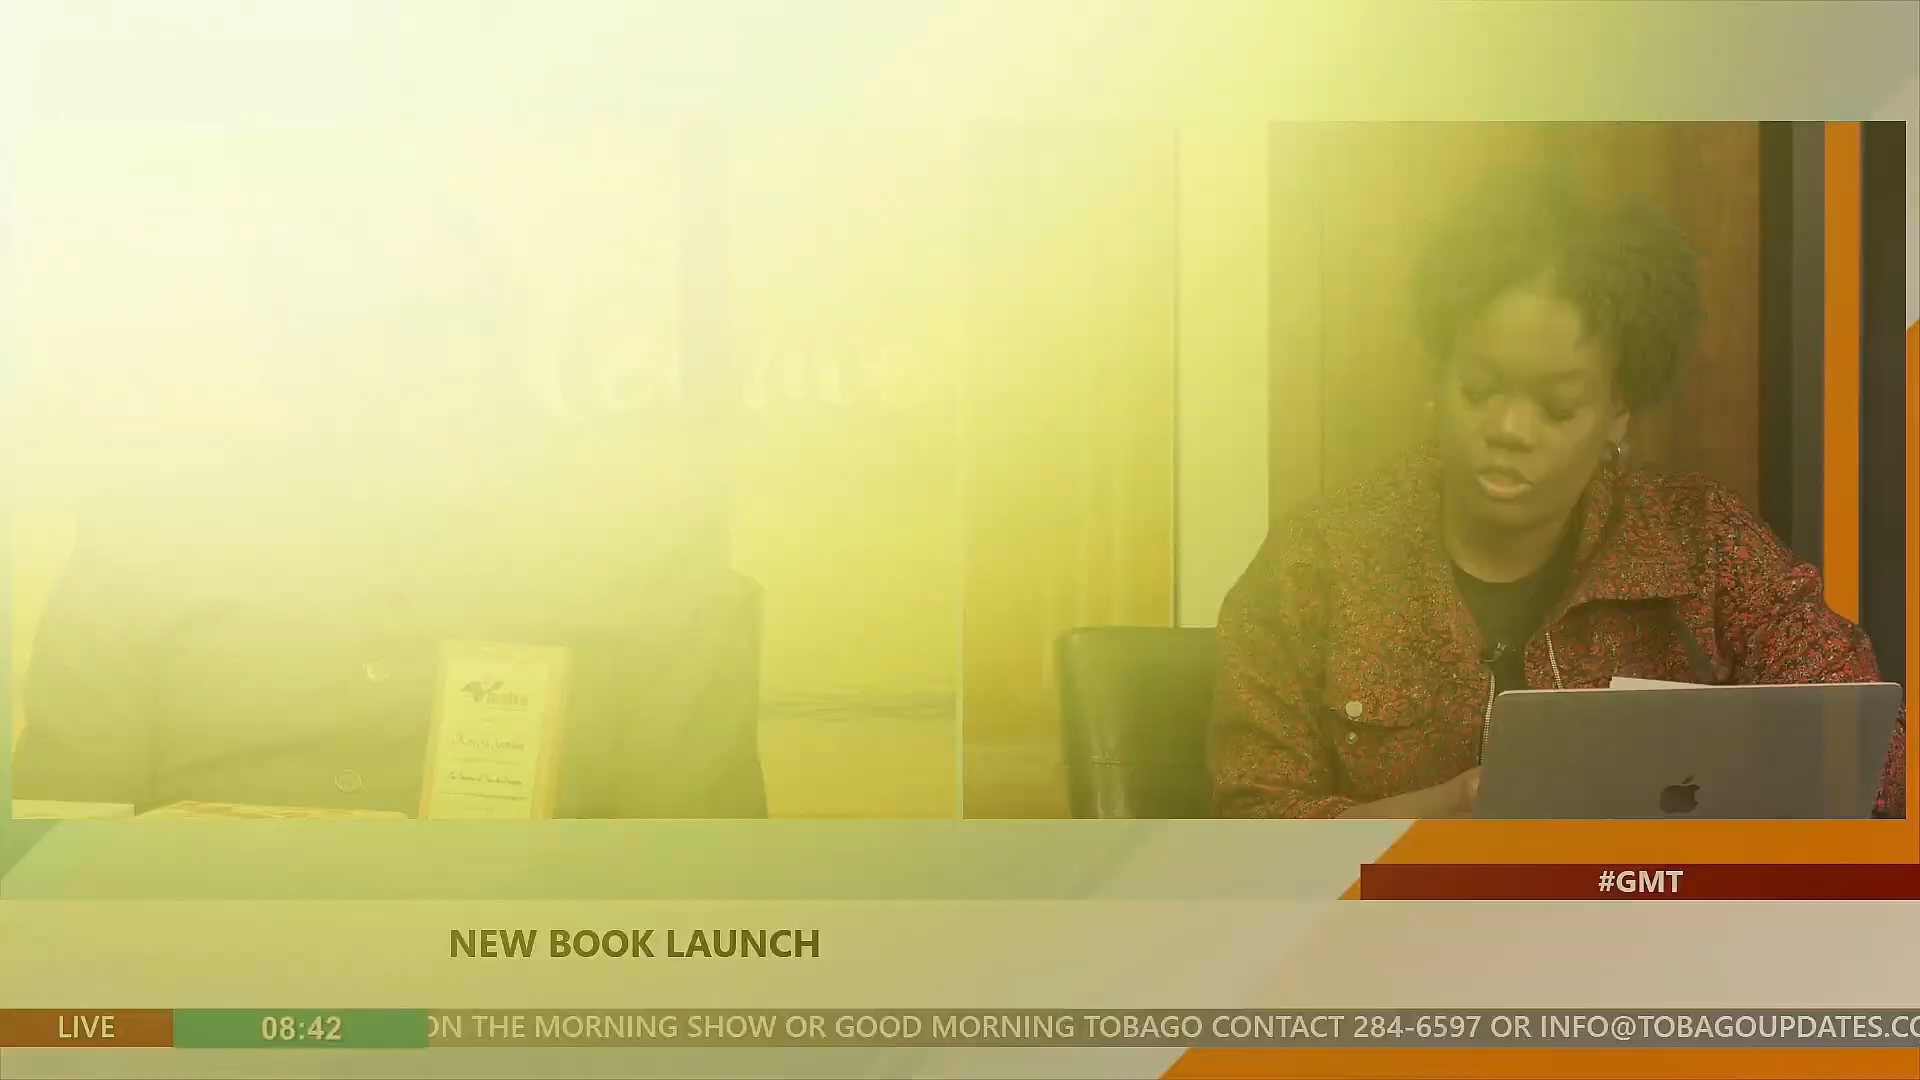 #GMT
NEW BOOK LAUNCH
LIVE
08:42
ON THE MORNING SHOW OR GOOD MORNING TOBAGO CONTACT 284-6597 OR INFO@TOBAGOUPDATES.CO